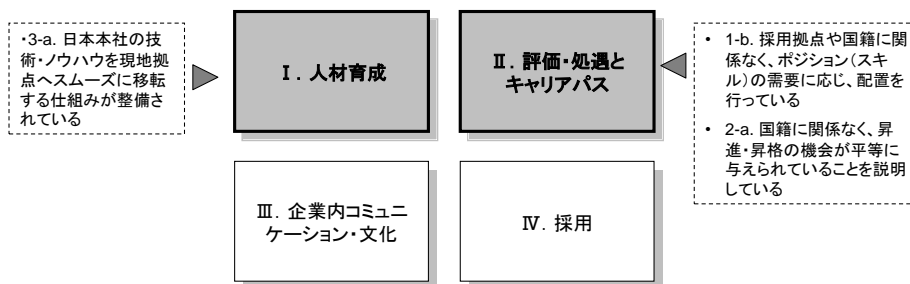 ・3-a. 日本本社の技
術・ノウハウを現地拠
点へスムーズに移転
する仕組みが整備さ
れている
Ⅰ. 人材育成
Ⅱ. 評価・処遇と
キャリアパス
• 1-b. 採用拠点や国籍に関
係なく、ポジション(スキ
ル)の需要に応じ、配置を
行っている
• 2-a. 国籍に関係なく、昇
進・昇格の機会が平等に
与えられていることを説明
している
Ⅲ. 企業内コミュニ
ケーション・文化
Ⅳ. 採用